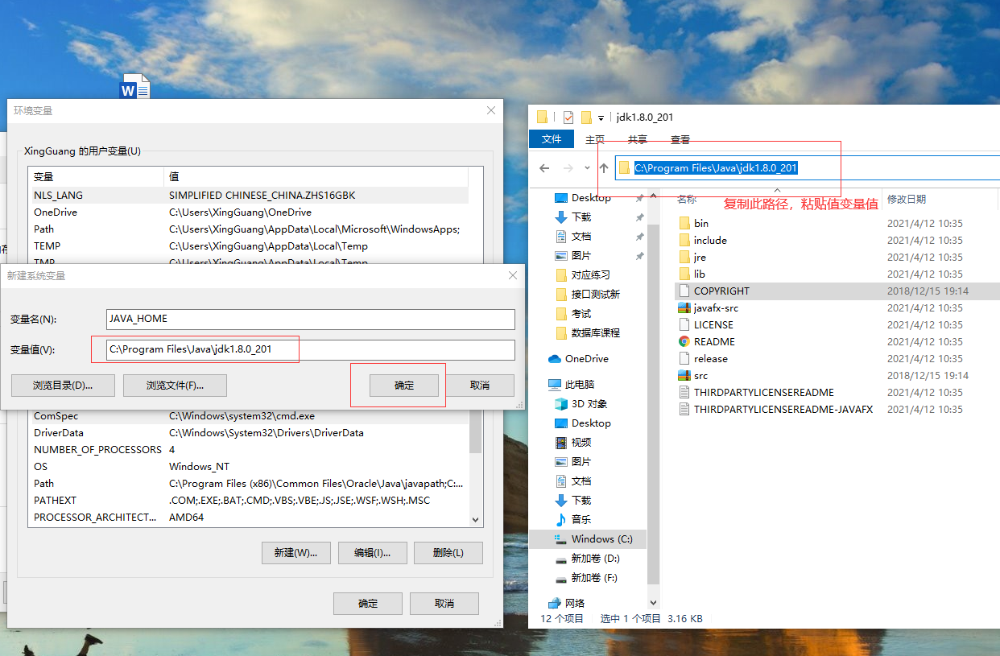 W
环境变量
XingGuang 的用户变量(U)
变量 值
NLS_LANG SIMPLIFIED CHINESE_CHINA.ZHS16GBK
OneDrive C:\Users\XingGuang\OneDrive
Path C:\Users\XingGuang\AppData\Local\Microsoft\WindowsApps;
TEMP C:\Users\XingGuang\AppData\Local\Temp
TMP C:\Users\XingGuang\AppData\Local\Temp
新建系统变量
变量名(N): JAVA_HOME
变量值(V): C:\Program Files\Java\jdk1.8.0_201
浏览目录(D)... 浏览文件(F)... 确定 取消
ComSpec C:\Windows\system32\cmd.exe
DriverData C:\Windows\System32\Drivers\DriverData
NUMBER_OF_PROCESSORS 4
OS Windows_NT
Path C:\Program Files (x86)\Common Files\Oracle\Java\javapath;C:...
PATHEXT .COM;.EXE;.BAT;.CMD;.VBS;.VBE;.JS;.JSE;.WSF;.WSH;.MSC
PROCESSOR_ARCHITECT... AMD64
新建(W)... 编辑(I)... 删除(L)
确定 取消
jdk1.8.0_201
文件 主页 共享 查看
C:\Program Files\Java\jdk1.8.0_201
复制此路径，粘贴值变量值
Desktop
下载
文档
图片
对应练习
接口测试新
考试
数据库课程
OneDrive
此电脑
3D 对象
Desktop
视频
图片
文档
下载
音乐
Windows (C:)
新加卷 (D:)
新加卷 (F:)
网络
名称 修改日期
bin 2021/4/12 10:35
include 2021/4/12 10:35
jre 2021/4/12 10:35
lib 2021/4/12 10:35
COPYRIGHT 2018/12/15 19:14
javafx-src 2021/4/12 10:35
LICENSE 2021/4/12 10:35
README 2021/4/12 10:35
release 2021/4/12 10:35
src 2018/12/15 19:14
THIRDPARTYLICENSEREADME 2021/4/12 10:35
THIRDPARTYLICENSEREADME-JAVAFX 2021/4/12 10:35
12 个项目 选中 1 个项目 3.16 KB